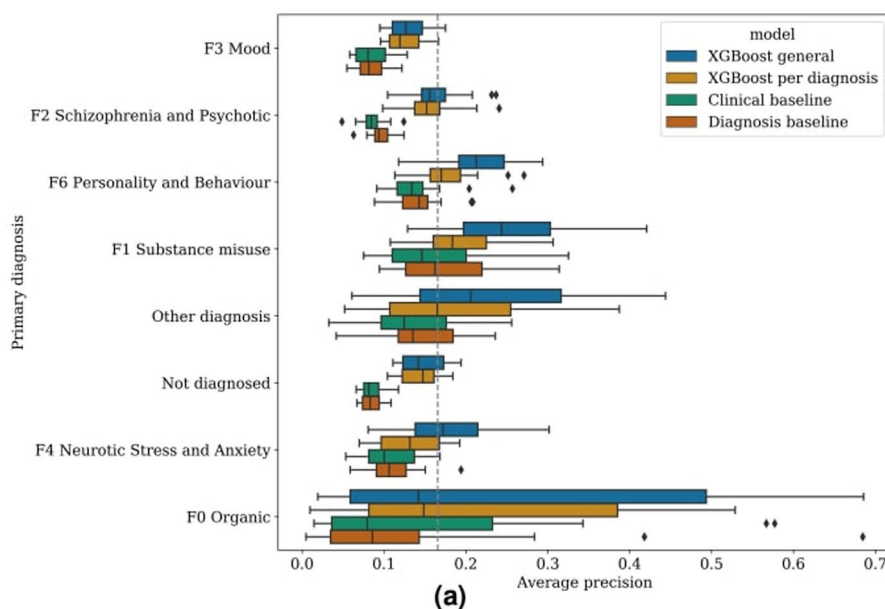 model
XGBoost general
XGBoost per diagnosis
Clinical baseline
Diagnosis baseline
Primary diagnosis
F3 Mood
F2 Schizophrenia and Psychotic
F6 Personality and Behaviour
F1 Substance misuse
Other diagnosis
Not diagnosed
F4 Neurotic Stress and Anxiety
F0 Organic
0.0 0.1 0.2 0.3 0.4 0.5 0.6 0.7
Average precision
(a)